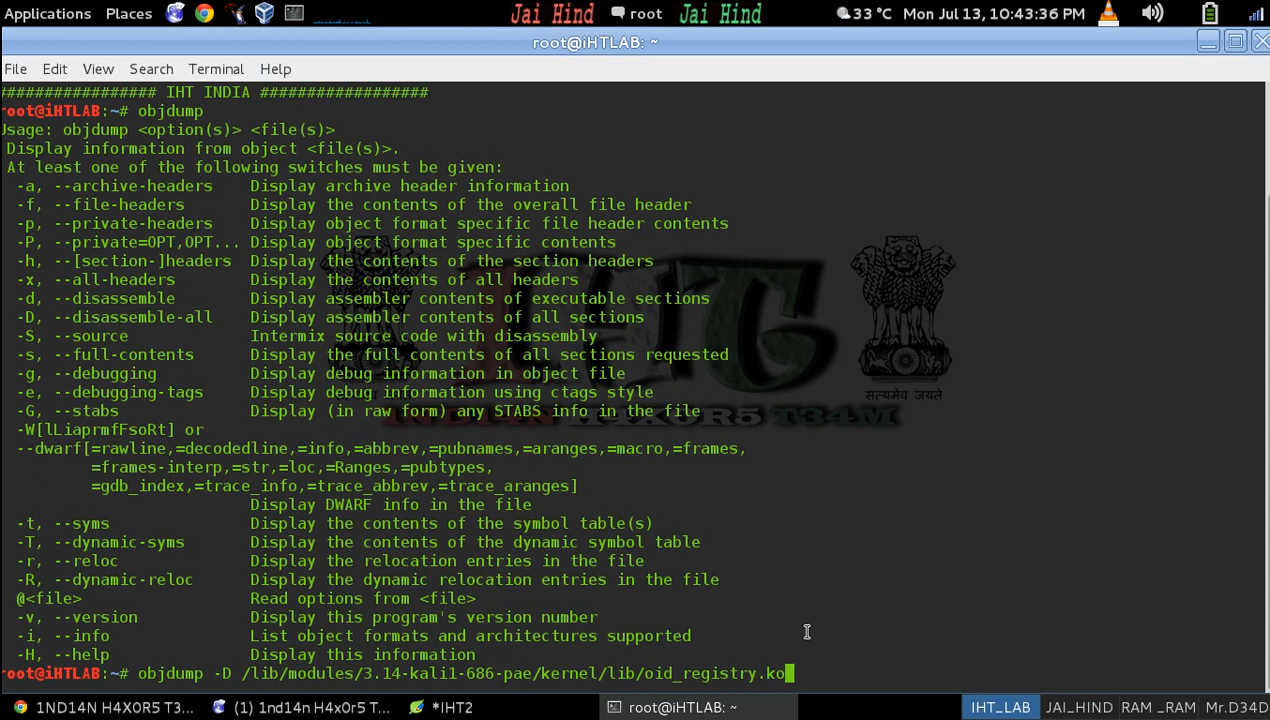 Applications Places Jai Hind root Jai Hind 33 °C Mon Jul 13, 10:43:36 PM
root@iHTLAB: ~
File Edit View Search Terminal Help
################# IHT INDIA ##################
root@iHTLAB:~# objdump
Usage: objdump <option(s)> <file(s)>
Display information from object <file(s)>.
At least one of the following switches must be given:
-a, --archive-headers Display archive header information
-f, --file-headers Display the contents of the overall file header
-p, --private-headers Display object format specific file header contents
-P, --private=OPT,OPT... Display object format specific contents
-h, --[section-]headers Display the contents of the section headers
-x, --all-headers Display the contents of all headers
-d, --disassemble Display assembler contents of executable sections
-D, --disassemble-all Display assembler contents of all sections
-S, --source Intermix source code with disassembly
-s, --full-contents Display the full contents of all sections requested
-g, --debugging Display debug information in object file
-e, --debugging-tags Display debug information using ctags style
-G, --stabs Display (in raw form) any STABS info in the file
-W[lLiaprmfFsoRt] or
--dwarf[=rawline,=decodedline,=info,=abbrev,=pubnames,=aranges,=macro,=frames,
=frames-interp,=str,=loc,=Ranges,=pubtypes,
=gdb_index,=trace_info,=trace_abbrev,=trace_aranges]
Display DWARF info in the file
-t, --syms Display the contents of the symbol table(s)
-T, --dynamic-syms Display the contents of the dynamic symbol table
-r, --reloc Display the relocation entries in the file
-R, --dynamic-reloc Display the dynamic relocation entries in the file
@<file> Read options from <file>
-v, --version Display this program's version number
-i, --info List object formats and architectures supported
-H, --help Display this information
root@iHTLAB:~# objdump -D /lib/modules/3.14-kali1-686-pae/kernel/lib/oid_registry.ko
IHT
सत्यमेव जयते
INDIAN H4X0R5 T34M
1ND14N H4X0R5 T3... (1) 1nd14n H4x0r5 T... *IHT2 root@iHTLAB: ~ IHT_LAB JAI_HIND RAM _RAM Mr.D34D